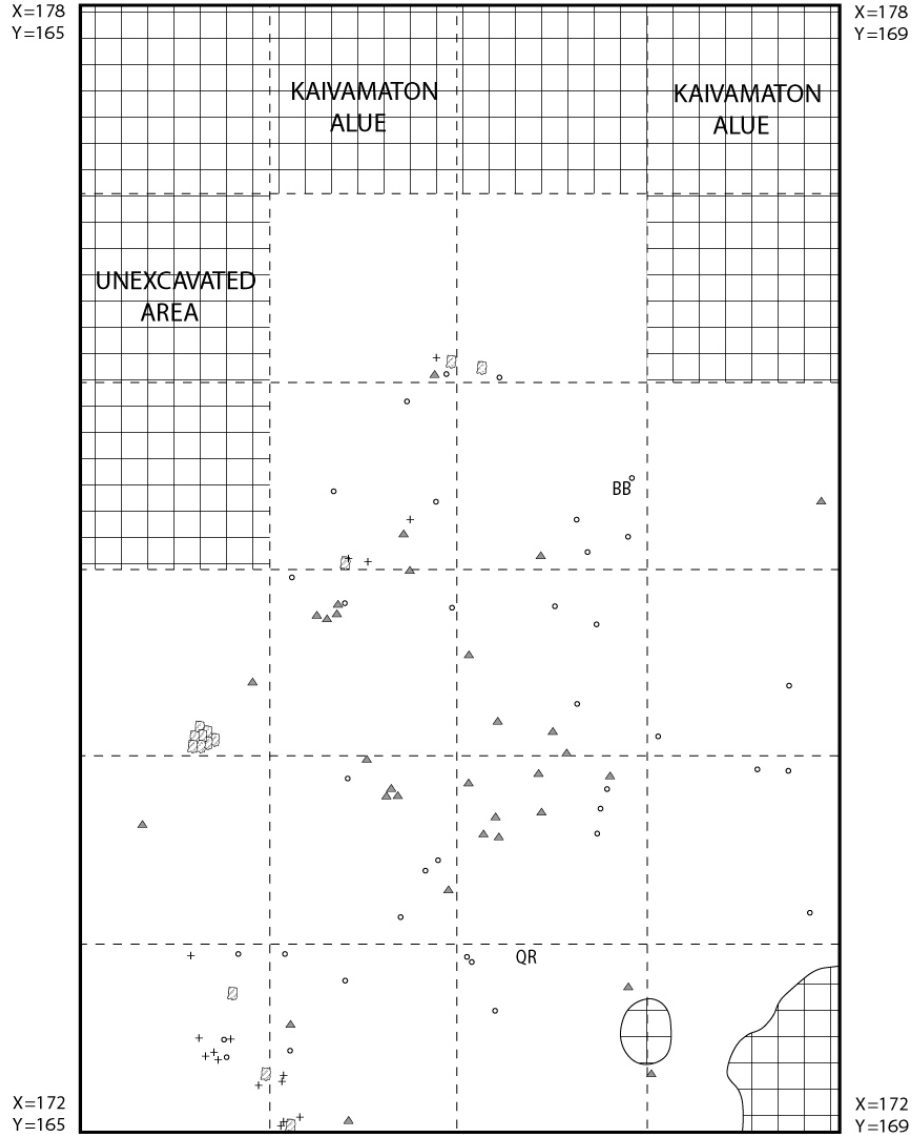 X=178
Y=165
X=178
Y=169
KAIVAMATON
ALUE
KAIVAMATON
ALUE
UNEXCAVATED
AREA
BB
QR
X=172
Y=165
X=172
Y=169